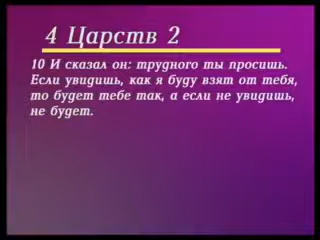 4 Царств 2
10 И сказал он: трудного ты просишь.
Если увидишь, как я буду взят от тебя,
то будет тебе так, а если не увидишь,
не будет.